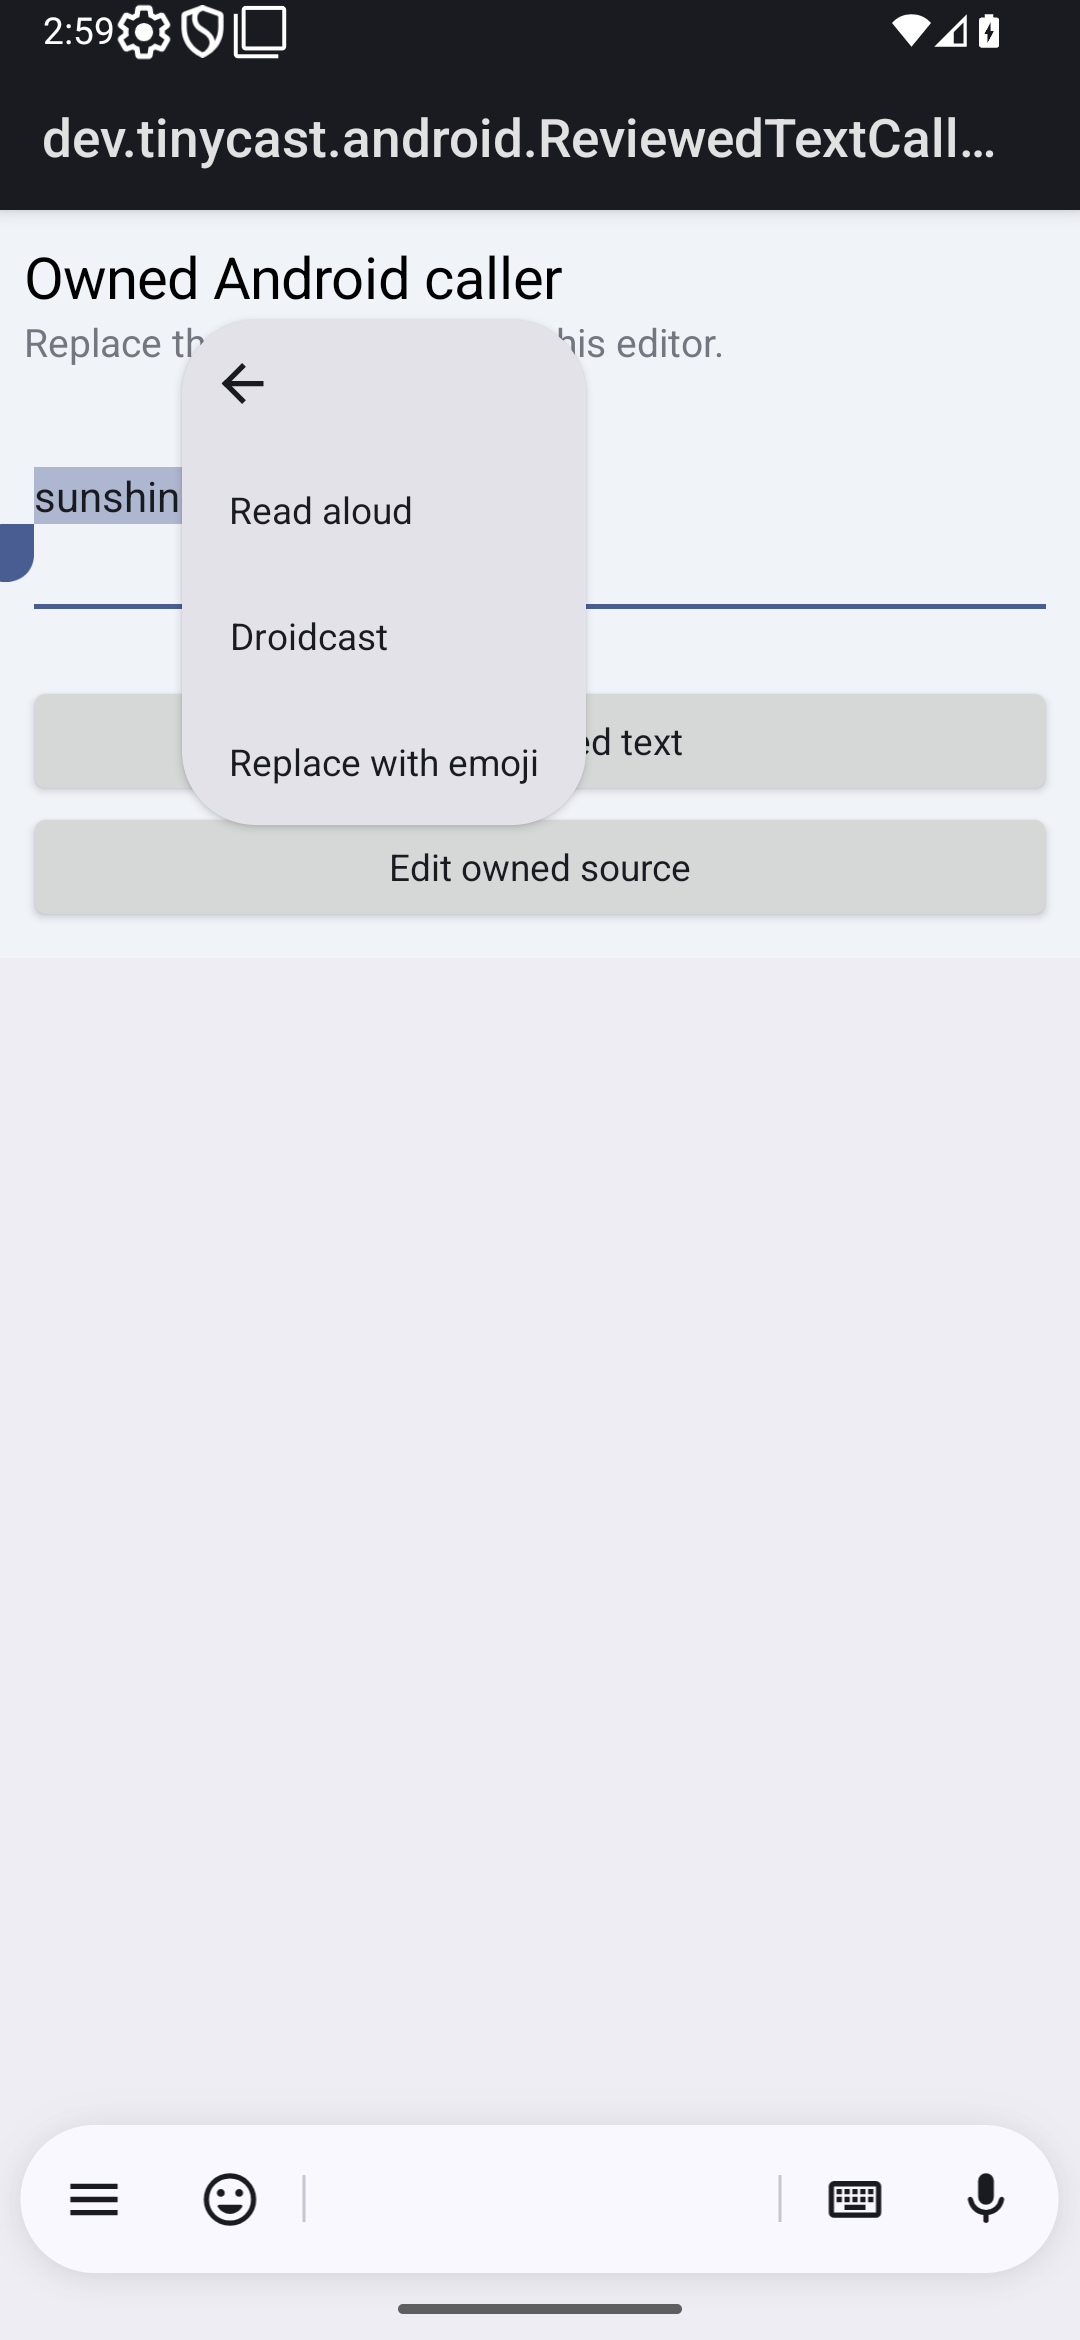 2:59
dev.tinycast.android.ReviewedTextCall…
Owned Android caller
Replace th his editor.
sunshin
Read aloud
Droidcast
Replace with emoji
ed text
Edit owned source